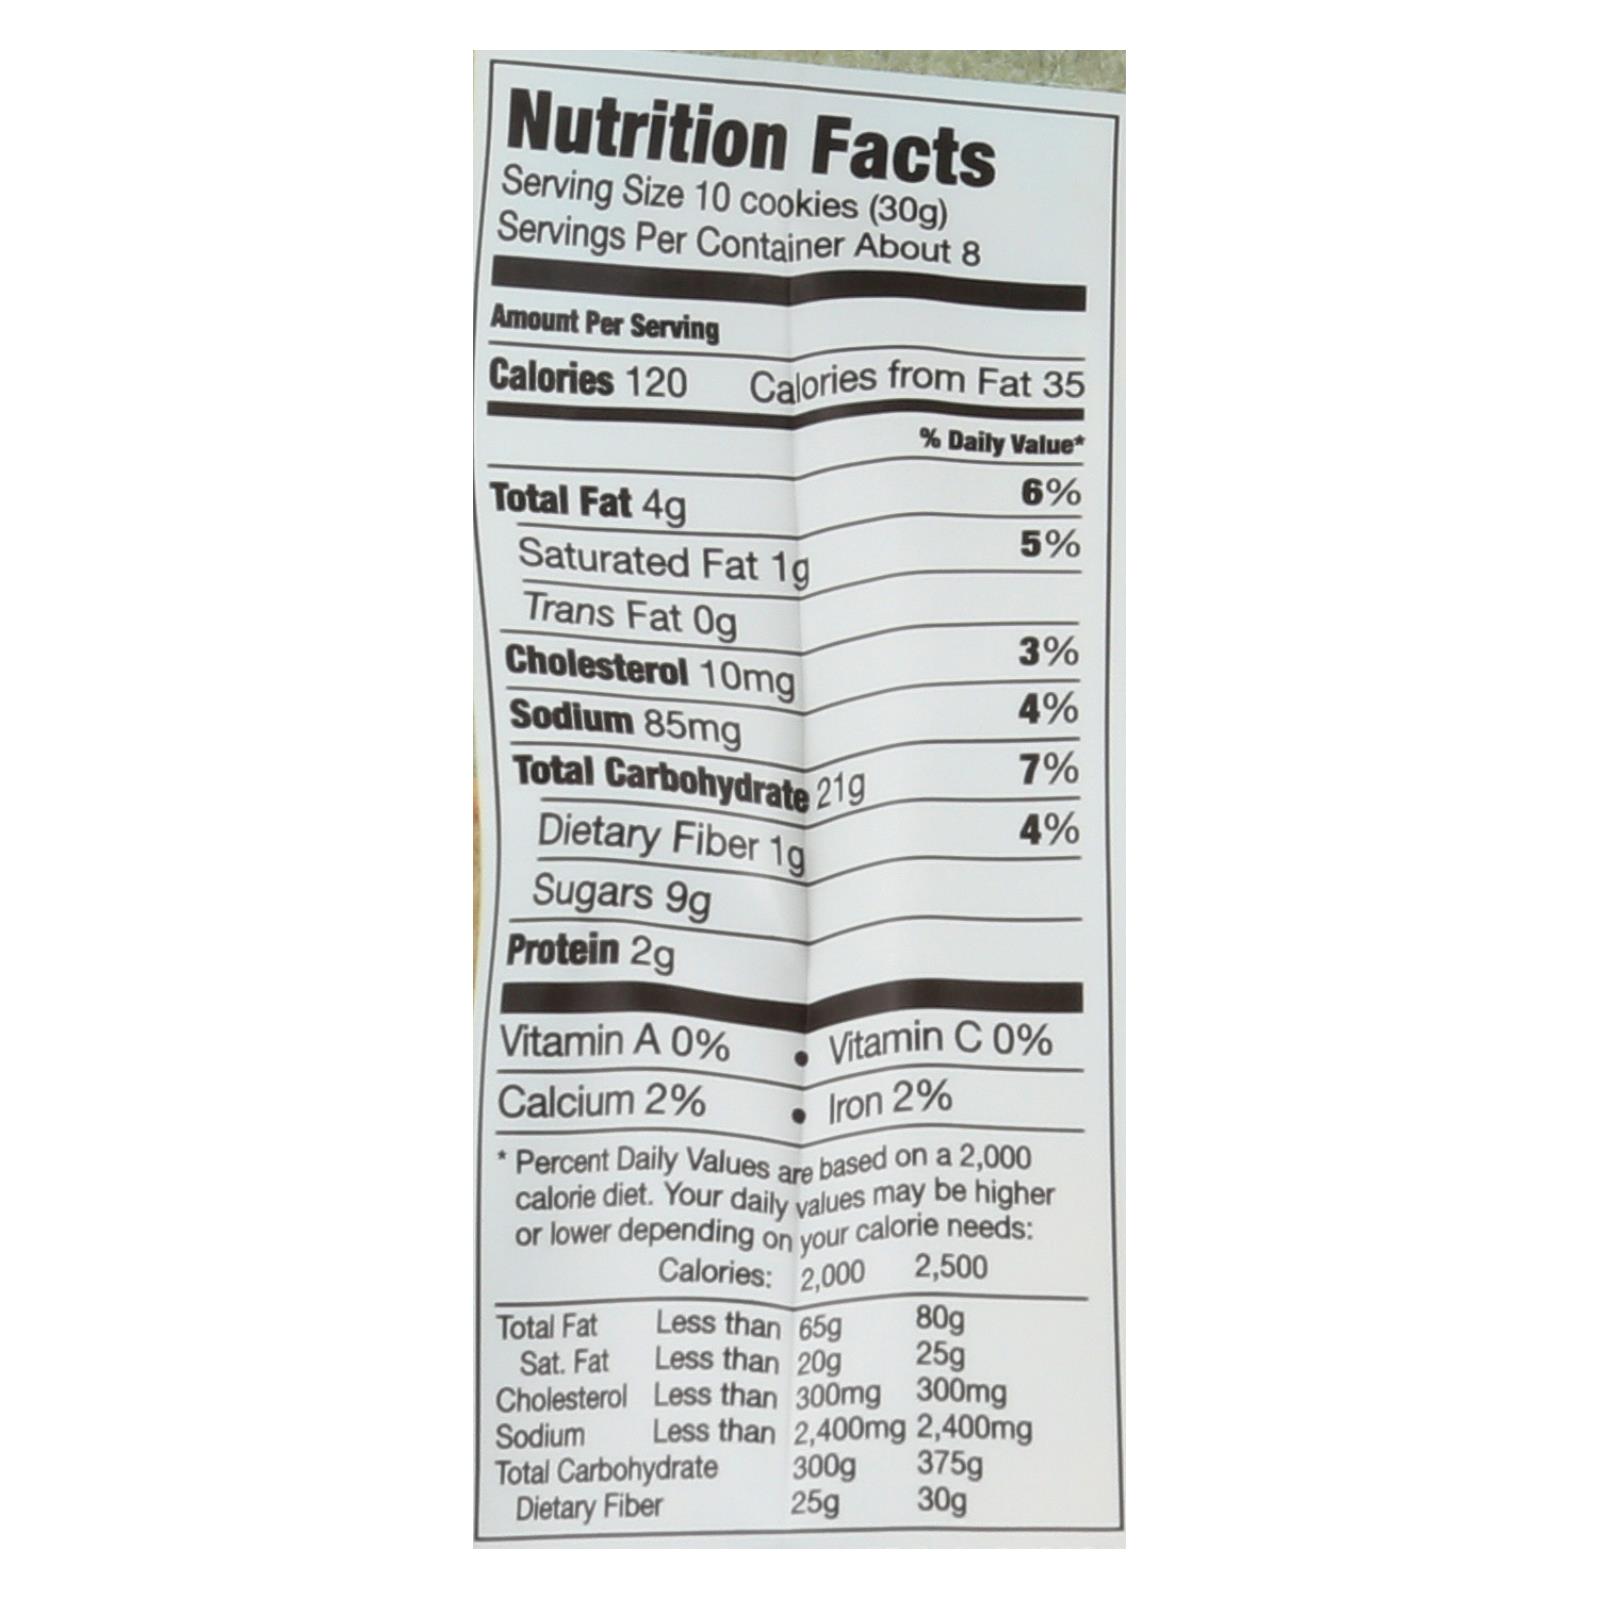 Nutrition Facts
Serving Size 10 cookies (30g)
Servings Per Container About 8
Amount Per Serving
Calories 120 Calories from Fat 35
% Daily Value*
Total Fat 4g 6%
Saturated Fat 1g 5%
Trans Fat 0g
Cholesterol 10mg 3%
Sodium 85mg 4%
Total Carbohydrate 21g 7%
Dietary Fiber 1g 4%
Sugars 9g
Protein 2g
Vitamin A 0% • Vitamin C 0%
Calcium 2% • Iron 2%
* Percent Daily Values are based on a 2,000
calorie diet. Your daily values may be higher
or lower depending on your calorie needs:
Calories: 2,000 2,500
Total Fat Less than 65g 80g
Sat. Fat Less than 20g 25g
Cholesterol Less than 300mg 300mg
Sodium Less than 2,400mg 2,400mg
Total Carbohydrate 300g 375g
Dietary Fiber 25g 30g